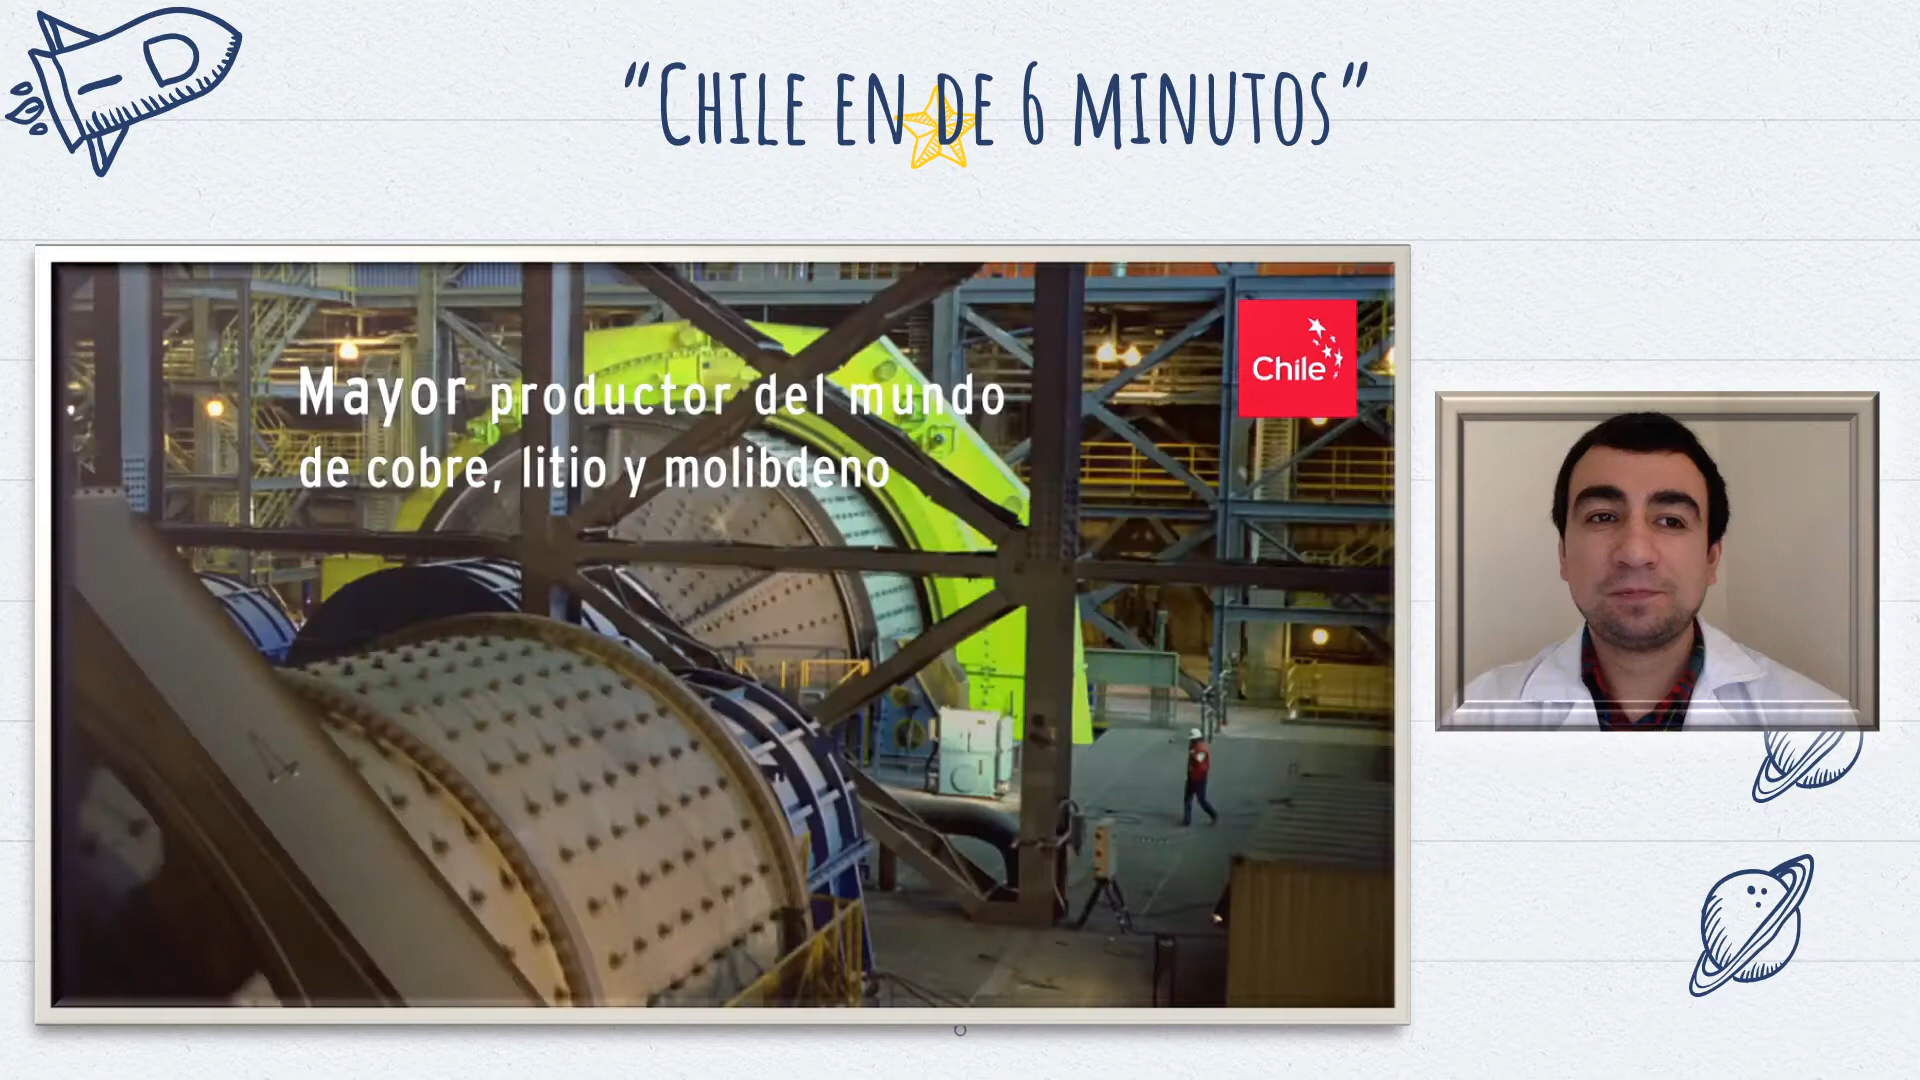 “CHILE EN DE 6 MINUTOS”
Mayor productor del mundo
de cobre, litio y molibdeno
Chile